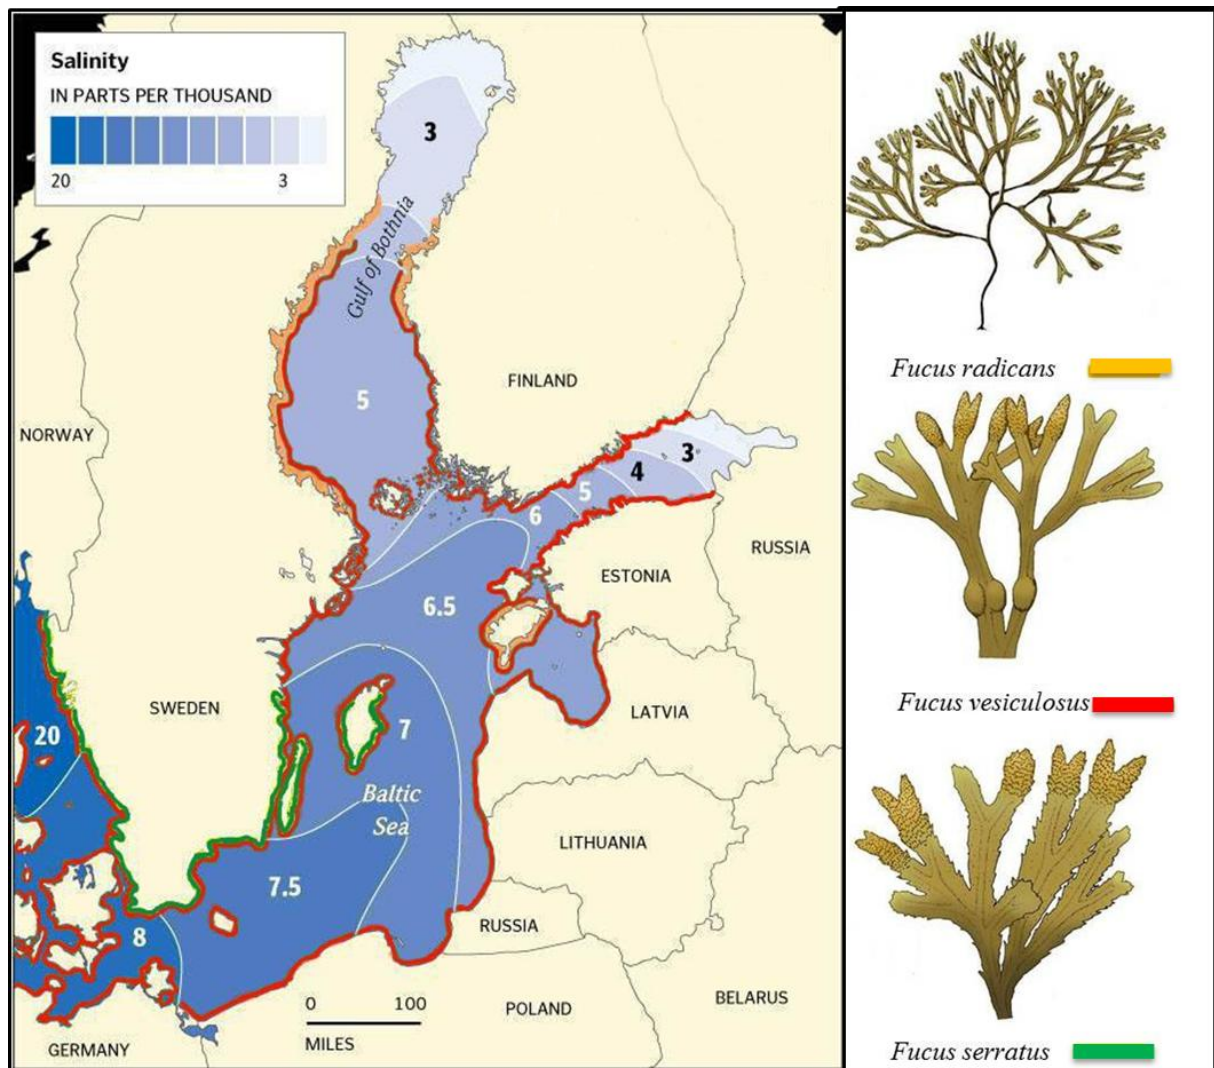 Salinity
IN PARTS PER THOUSAND
20 3
3
Gulf of Bothnia
5
FINLAND
NORWAY
3
4
5
6
RUSSIA
ESTONIA
6.5
SWEDEN
LATVIA
7
20
Baltic
Sea
LITHUANIA
7.5
RUSSIA
8
BELARUS
0 100
MILES
POLAND
GERMANY
Fucus radicans
Fucus vesiculosus
Fucus serratus